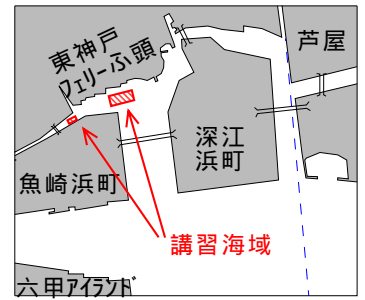 東神戸
フェリーふ頭
芦屋
深江
浜町
魚崎浜町
講習海域
六甲アイランド